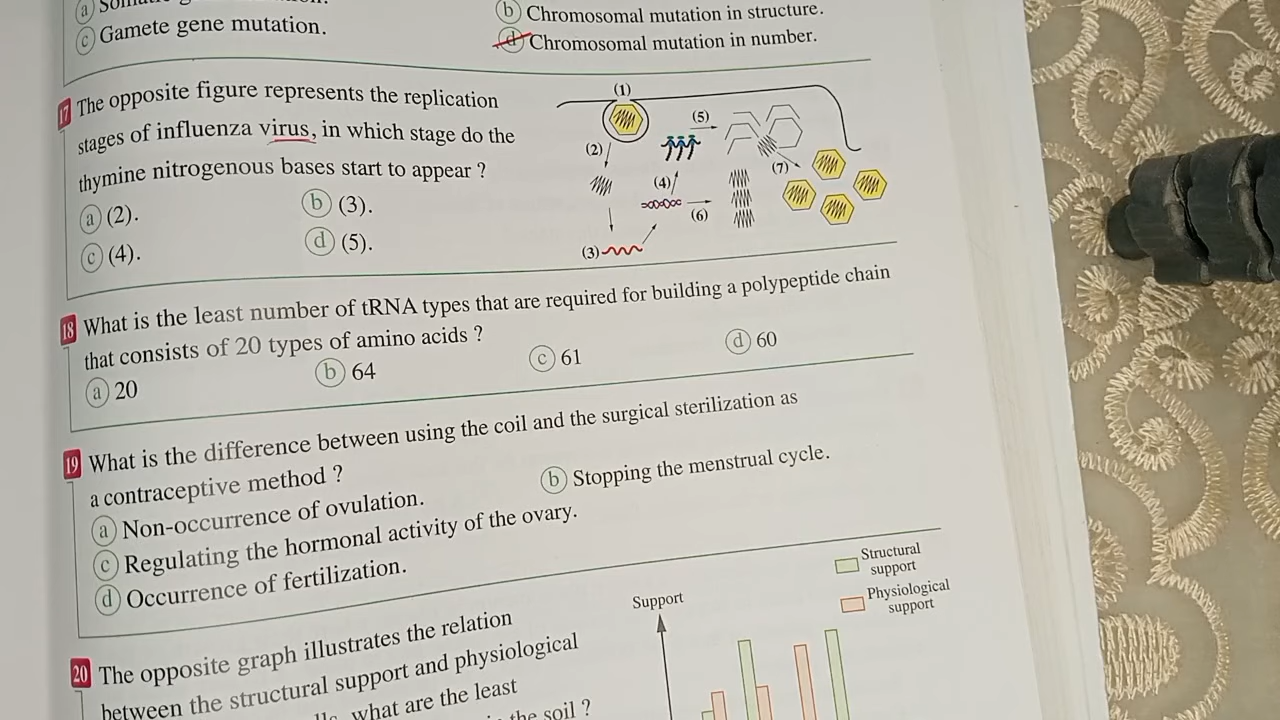 b Chromosomal mutation in structure.
c Gamete gene mutation.
d Chromosomal mutation in number.
17 The opposite figure represents the replication
stages of influenza virus, in which stage do the
thymine nitrogenous bases start to appear ?
a (2).
b (3).
c (4).
d (5).
(1)
(5)
(2)
(7)
(4)
(6)
(3)
18 What is the least number of tRNA types that are required for building a polypeptide chain
that consists of 20 types of amino acids ?
a 20
b 64
c 61
d 60
19 What is the difference between using the coil and the surgical sterilization as
a contraceptive method ?
a Non-occurrence of ovulation.
b Stopping the menstrual cycle.
c Regulating the hormonal activity of the ovary.
d Occurrence of fertilization.
Structural
support
Physiological
support
Support
20 The opposite graph illustrates the relation
between the structural support and physiological
what are the least
the soil ?